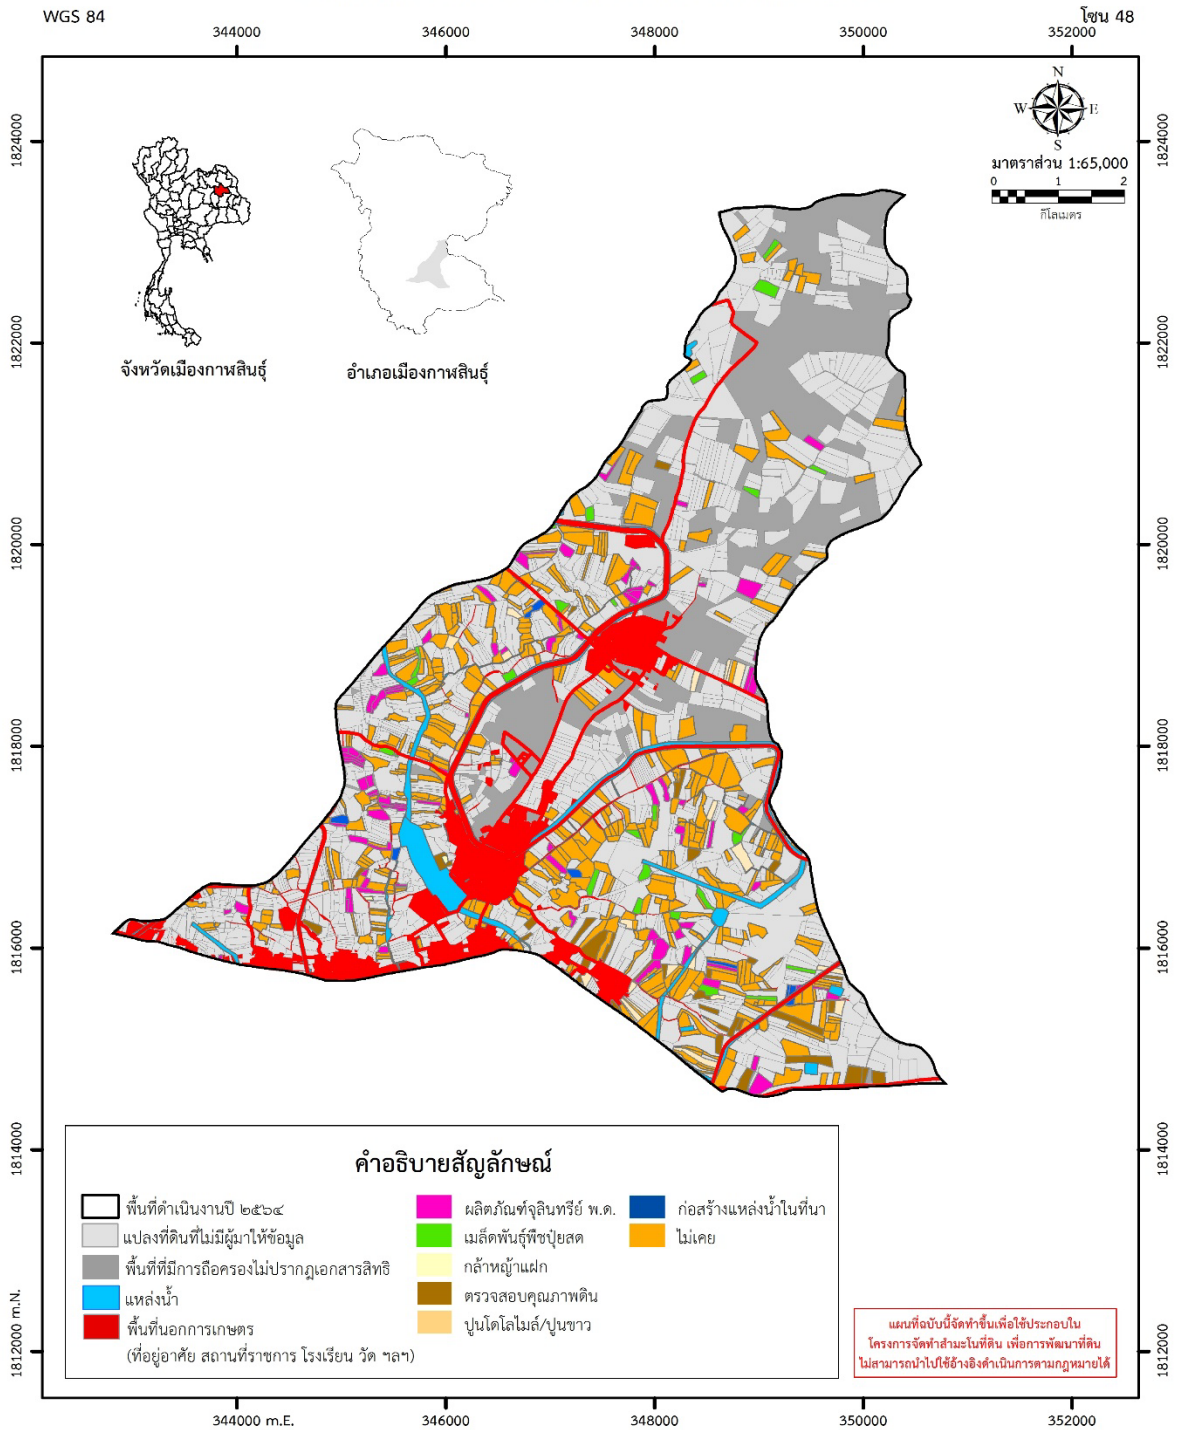 WGS 84
โซน 48
344000 346000 348000 350000 352000
N
W E
S
มาตราส่วน 1:65,000
0 1 2
กิโลเมตร
1824000 1824000
จังหวัดเมืองกาฬสินธุ์ อำเภอเมืองกาฬสินธุ์
1822000 1822000
1820000 1820000
1818000 1818000
1816000 1816000
1814000 1814000
คำอธิบายสัญลักษณ์
พื้นที่ดำเนินงานปี ๒๕๖๔
แปลงที่ดินที่ไม่มีผู้มาให้ข้อมูล
พื้นที่ที่มีการถือครองไม่ปรากฏเอกสารสิทธิ
แหล่งน้ำ
พื้นที่นอกการเกษตร
(ที่อยู่อาศัย สถานที่ราชการ โรงเรียน วัด ฯลฯ)
ผลิตภัณฑ์จุลินทรีย์ พ.ด.
เมล็ดพันธุ์พืชปุ๋ยสด
กล้าหญ้าแฝก
ตรวจสอบคุณภาพดิน
ปูนโดโลไมล์/ปูนขาว
ก่อสร้างแหล่งน้ำในที่นา
ไม่เคย
1812000 m.N. 1812000
แผนที่ฉบับนี้จัดทำขึ้นเพื่อใช้ประกอบใน
โครงการจัดทำสำมะโนที่ดิน เพื่อการพัฒนาที่ดิน
ไม่สามารถนำไปใช้อ้างอิงดำเนินการตามกฎหมายได้
344000 m.E. 346000 348000 350000 352000